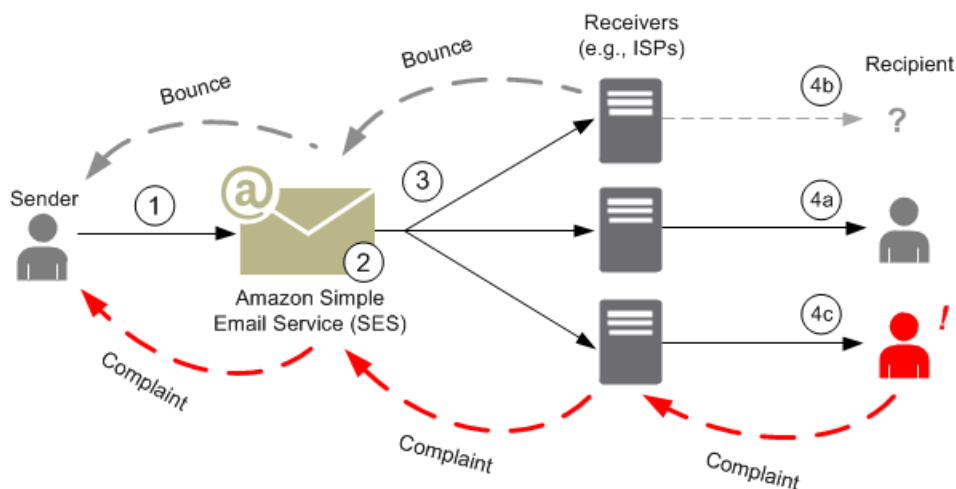 Receivers
(e.g., ISPs)
Bounce
Bounce
4b
Recipient
?
Sender
1
@
3
4a
2
Amazon Simple
Email Service (SES)
4c
!
Complaint
Complaint
Complaint